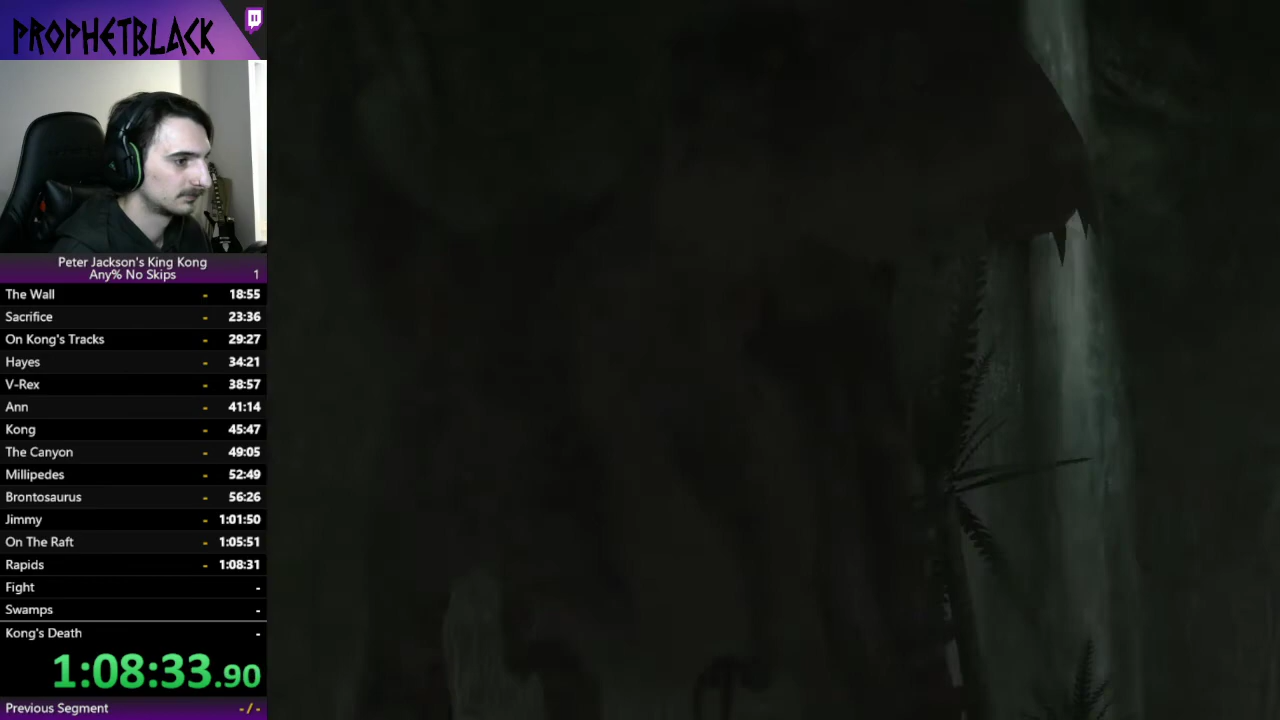 PROPHETBLACK
Peter Jackson's King Kong
Any% No Skips 1
The Wall - 18:55
Sacrifice - 23:36
On Kong's Tracks - 29:27
Hayes - 34:21
V-Rex - 38:57
Ann - 41:14
Kong - 45:47
The Canyon - 49:05
Millipedes - 52:49
Brontosaurus - 56:26
Jimmy - 1:01:50
On The Raft - 1:05:51
Rapids - 1:08:31
Fight -
Swamps -
Kong's Death -
1:08:33.90
Previous Segment -/-